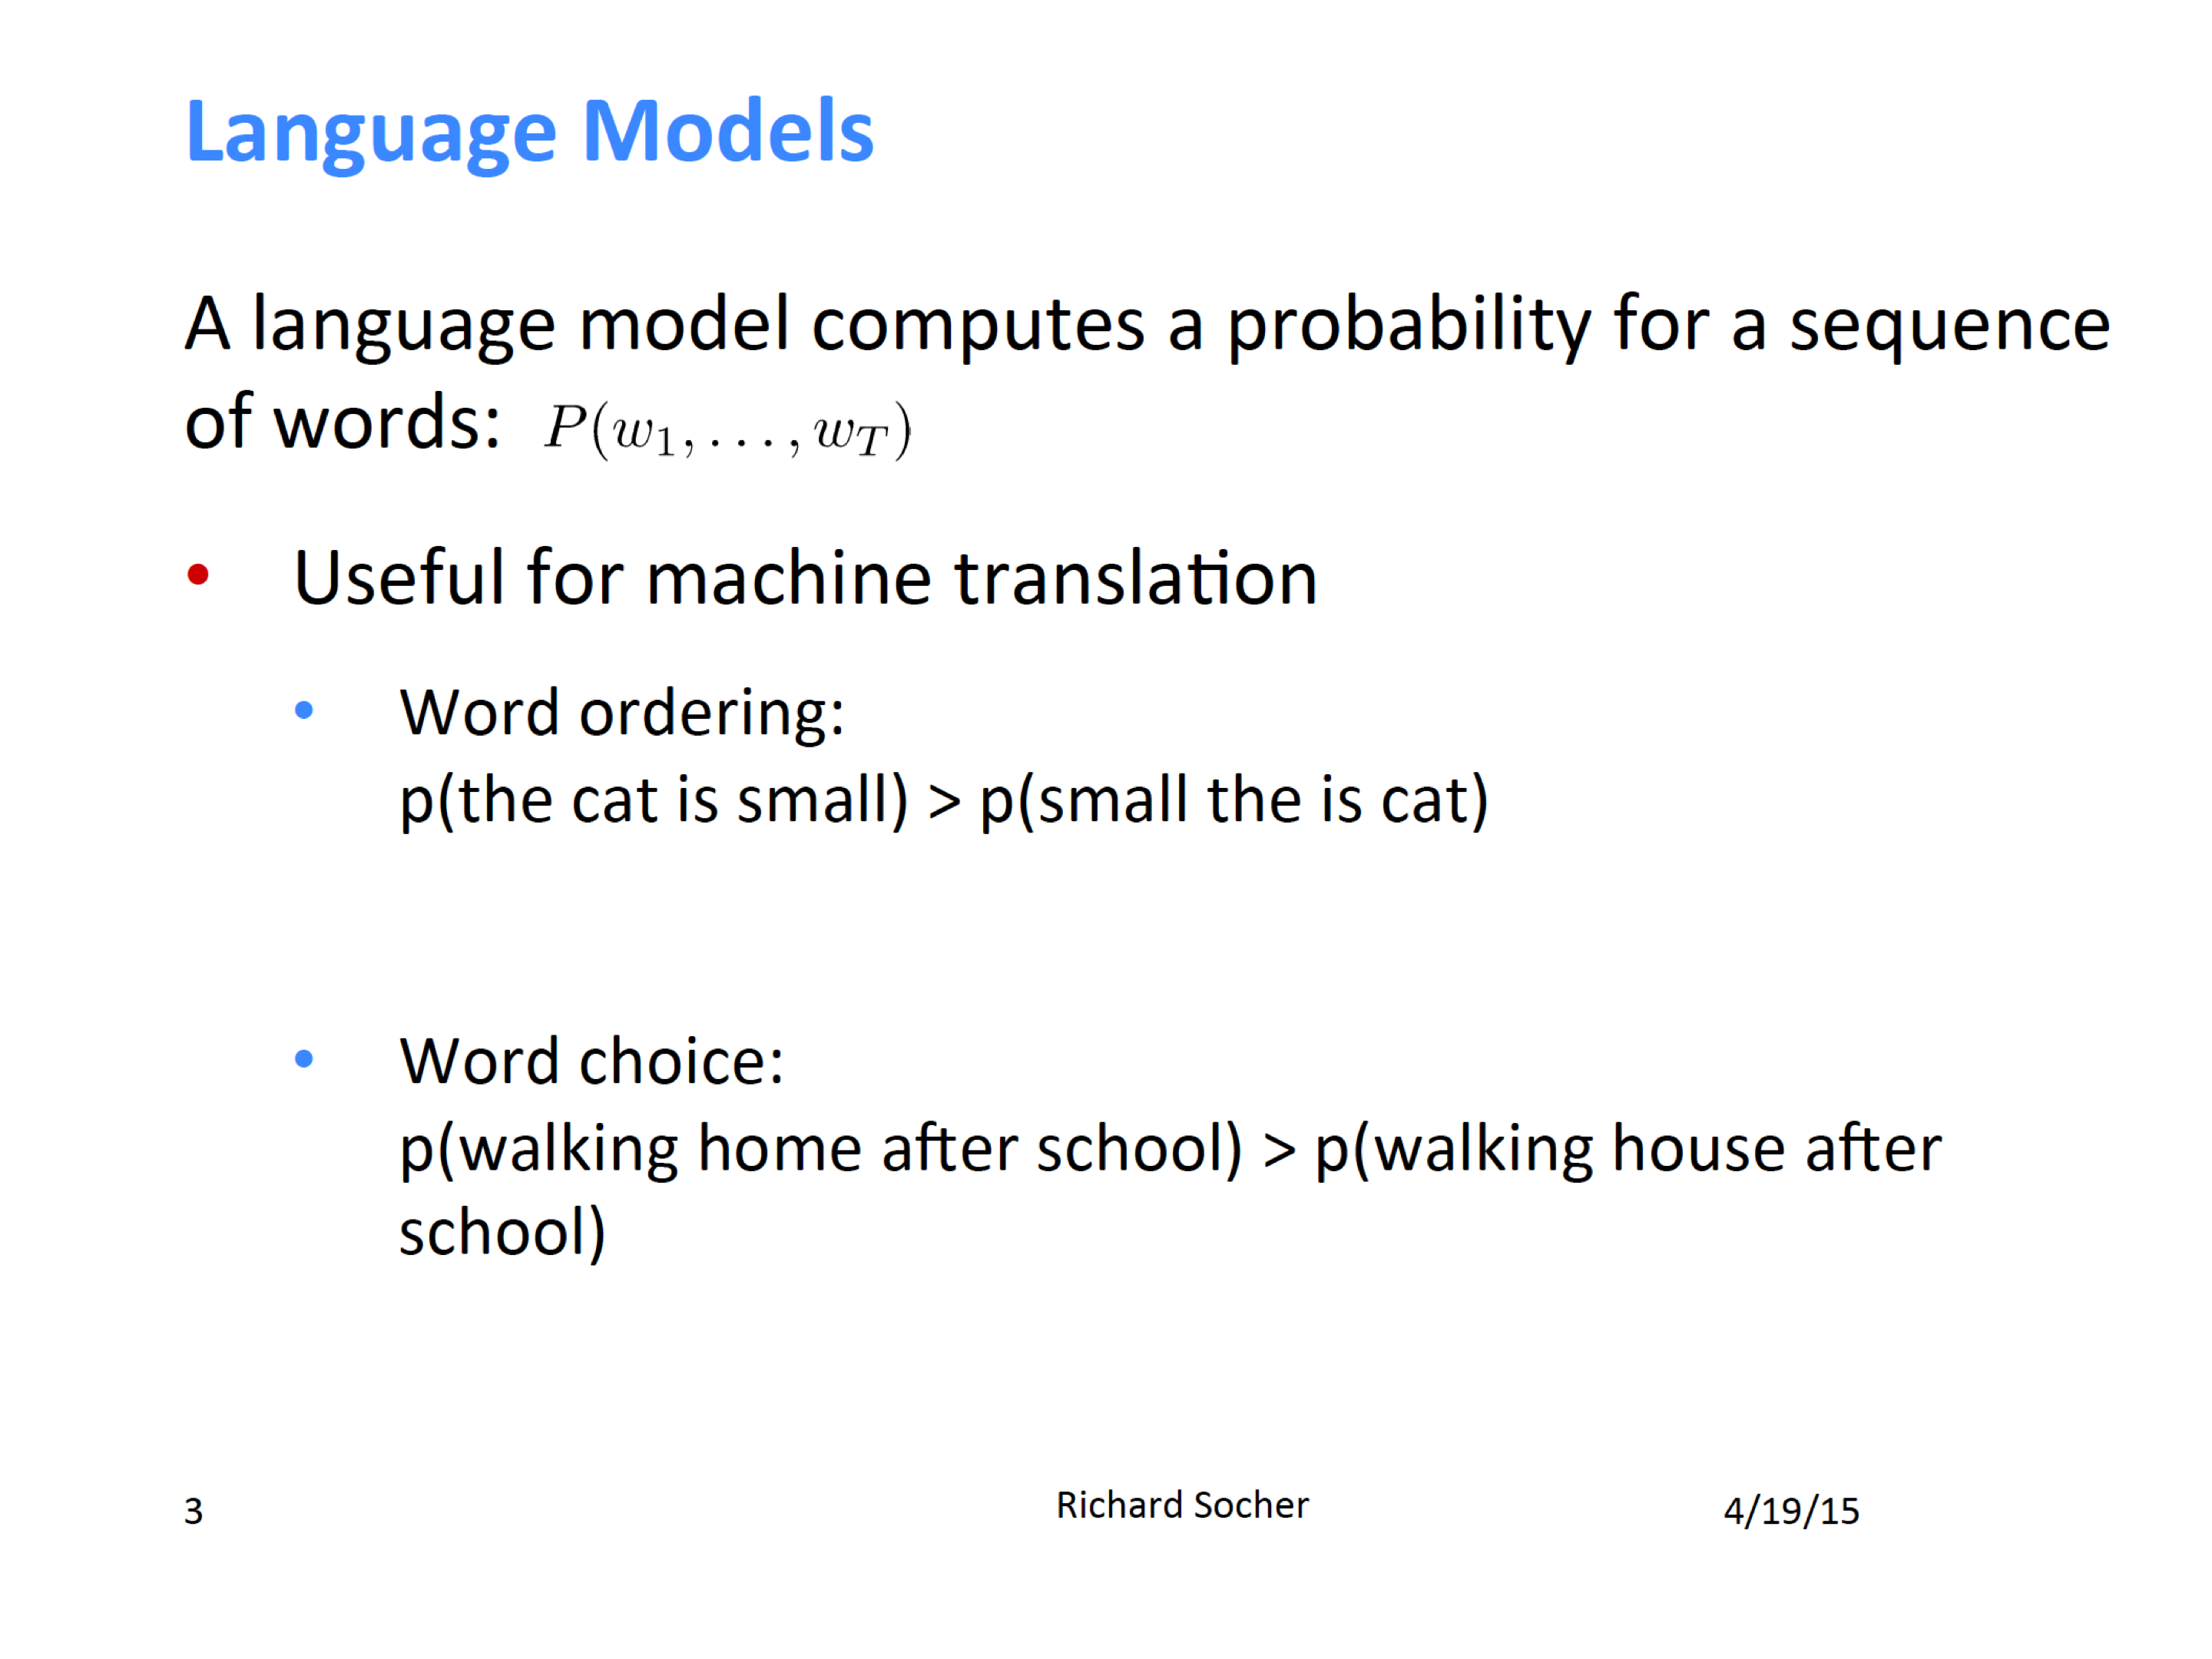 Language Models
A language model computes a probability for a sequence
of words: P(w₁, . . . , w_T)
• Useful for machine translation
• Word ordering:
p(the cat is small) > p(small the is cat)
• Word choice:
p(walking home after school) > p(walking house after
school)
3 Richard Socher 4/19/15